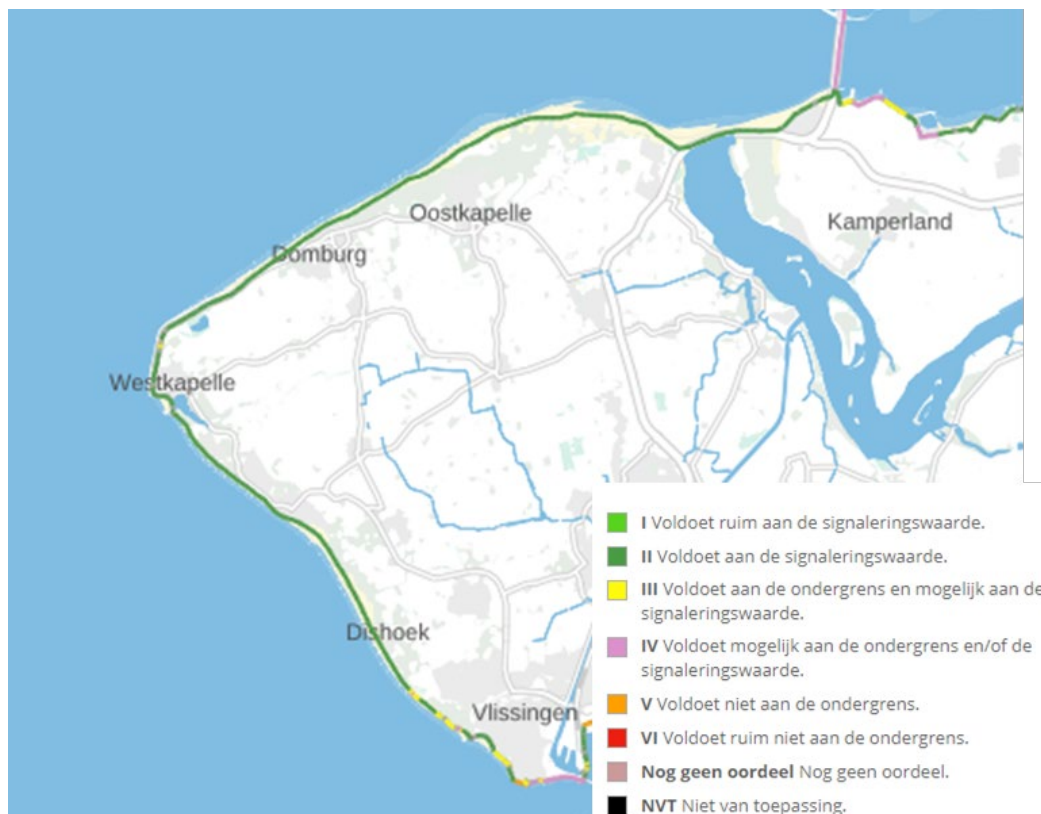 Oostkapelle
Kamperland
Domburg
Westkapelle
Dishoek
Vlissingen
I Voldoet ruim aan de signaleringswaarde.
II Voldoet aan de signaleringswaarde.
III Voldoet aan de ondergrens en mogelijk aan de
signaleringswaarde.
IV Voldoet mogelijk aan de ondergrens en/of de
signaleringswaarde.
V Voldoet niet aan de ondergrens.
VI Voldoet ruim niet aan de ondergrens.
Nog geen oordeel Nog geen oordeel.
NVT Niet van toepassing.